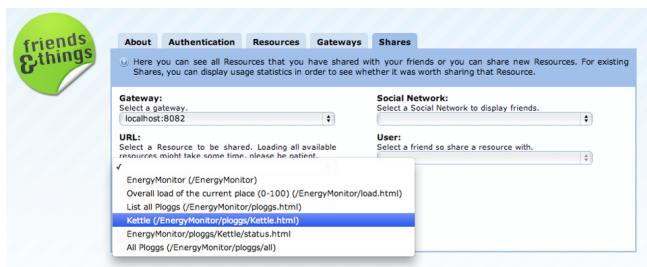 friends
&things
About Authentication Resources Gateways Shares
Here you can see all Resources that you have shared with your friends or you can share new Resources. For existing
Shares, you can display usage statistics in order to see whether it was worth sharing that Resource.
Gateway:
Select a gateway.
localhost:8082
Social Network:
Select a Social Network to display friends.
URL:
Select a Resource to be shared. Loading all available
resources might take some time, please be patient.
User:
Select a friend so share a resource with.
✓
EnergyMonitor (/EnergyMonitor)
Overall load of the current place (0-100) (/EnergyMonitor/load.html)
List all Ploggs (/EnergyMonitor/ploggs.html)
Kettle (/EnergyMonitor/ploggs/Kettle.html)
EnergyMonitor/ploggs/Kettle/status.html
All Ploggs (/EnergyMonitor/ploggs/all)